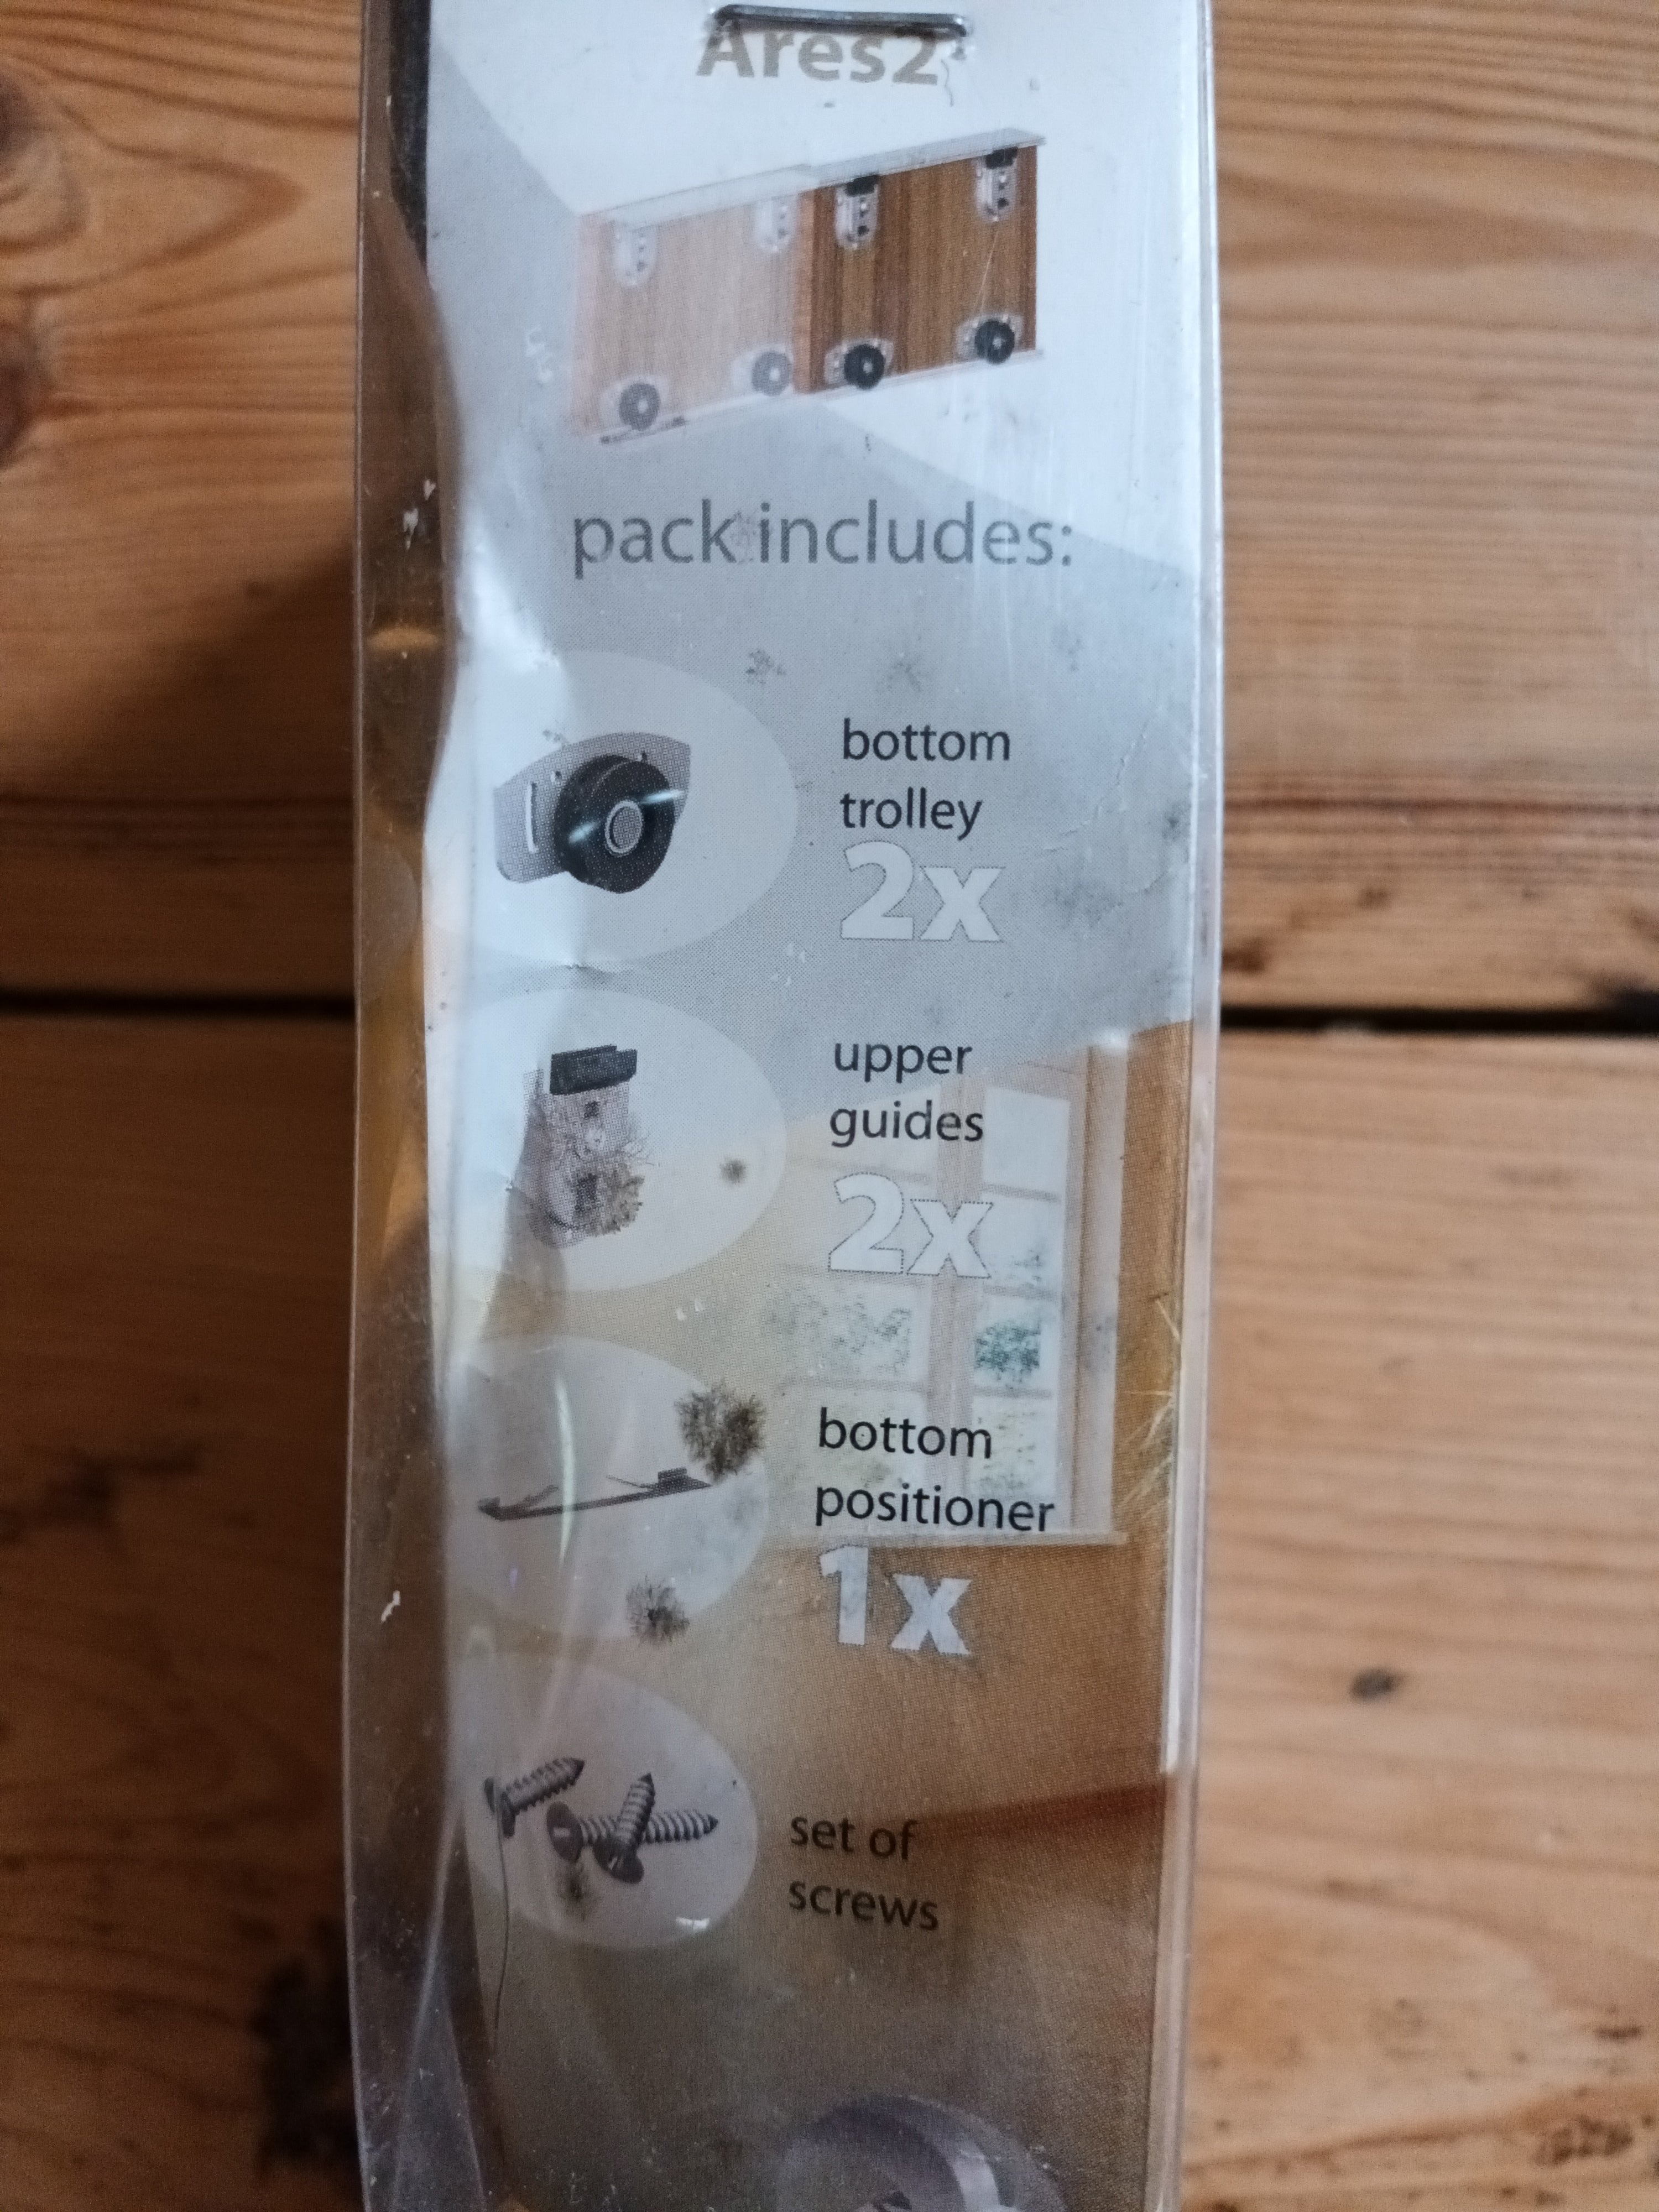 Ares2
pack includes:
bottom
trolley
2x
upper
guides
2x
bottom
positioner
1x
set of
screws